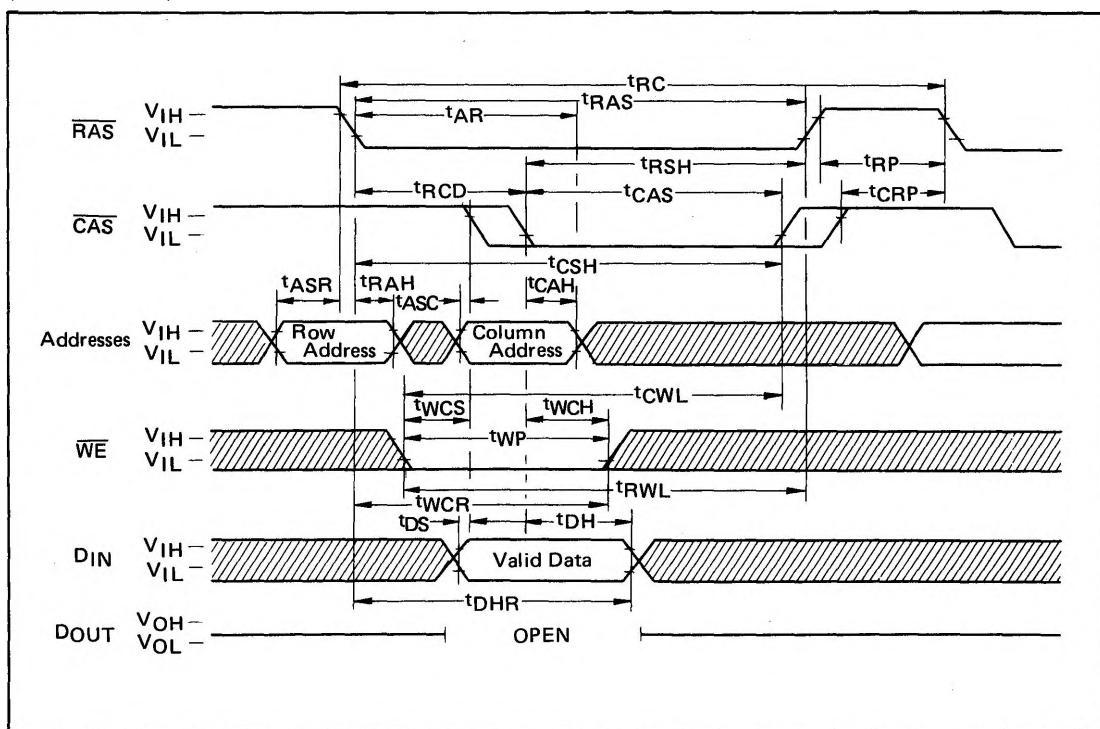 tRC
tRAS
tAR
RAS VIH
VIL
tRSH tRP
tRCD tCAS tCRP
CAS VIH
VIL
tCSH
tASR tRAH tASC tCAH
Addresses VIH
VIL
Row Address
Column Address
tCWL
tWCS tWCH
tWP
WE VIH
VIL
tRWL
tWCR
tDS tDH
DIN VIH
VIL
Valid Data
tDHR
DOUT VOH
VOL
OPEN